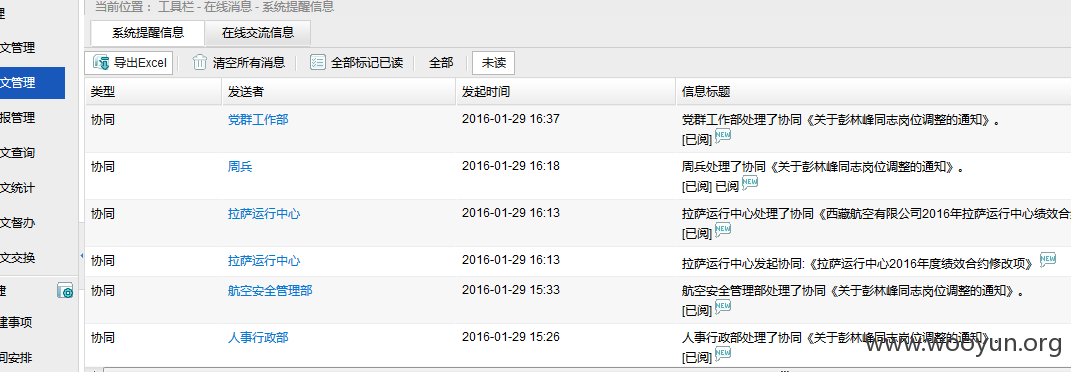 当前位置： 工具栏 - 在线消息 - 系统提醒信息
理
系统提醒信息 在线交流信息
文管理
导出Excel 清空所有消息 全部标记已读 全部 未读
文管理
类型 发送者 发起时间 信息标题
报管理
协同 党群工作部 2016-01-29 16:37 党群工作部处理了协同《关于彭林峰同志岗位调整的通知》。
[已阅] NEW
文查询
协同 周兵 2016-01-29 16:18 周兵处理了协同《关于彭林峰同志岗位调整的通知》。
文统计
[已阅] 已阅 NEW
协同 拉萨运行中心 2016-01-29 16:13 拉萨运行中心处理了协同《西藏航空有限公司2016年拉萨运行中心绩效合
文督办
[已阅] NEW
文交换
协同 拉萨运行中心 2016-01-29 16:13 拉萨运行中心发起协同:《拉萨运行中心2016年度绩效合约修改项》 NEW
建
协同 航空安全管理部 2016-01-29 15:33 航空安全管理部处理了协同《关于彭林峰同志岗位调整的通知》。
[已阅] NEW
建事项
协同 人事行政部 2016-01-29 15:26 人事行政部处理了协同《关于彭林峰同志岗位调整的通知》。
[已阅] NEW
间安排
www.wooyun.org